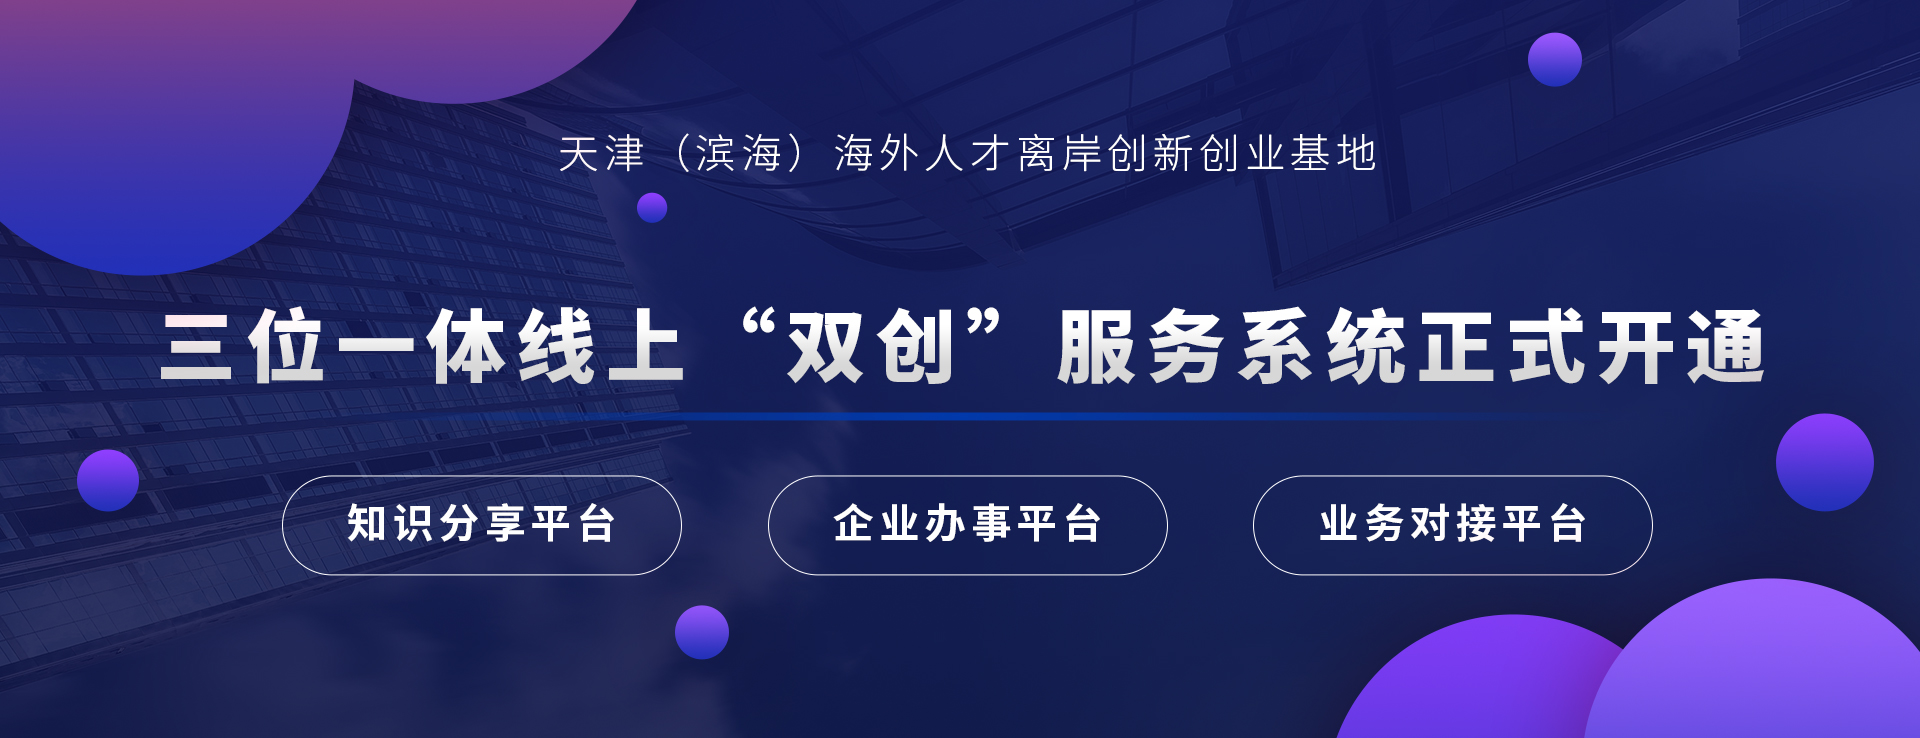 天津（滨海）海外人才离岸创新创业基地
三位一体线上“双创”服务系统正式开通
知识分享平台
企业办事平台
业务对接平台